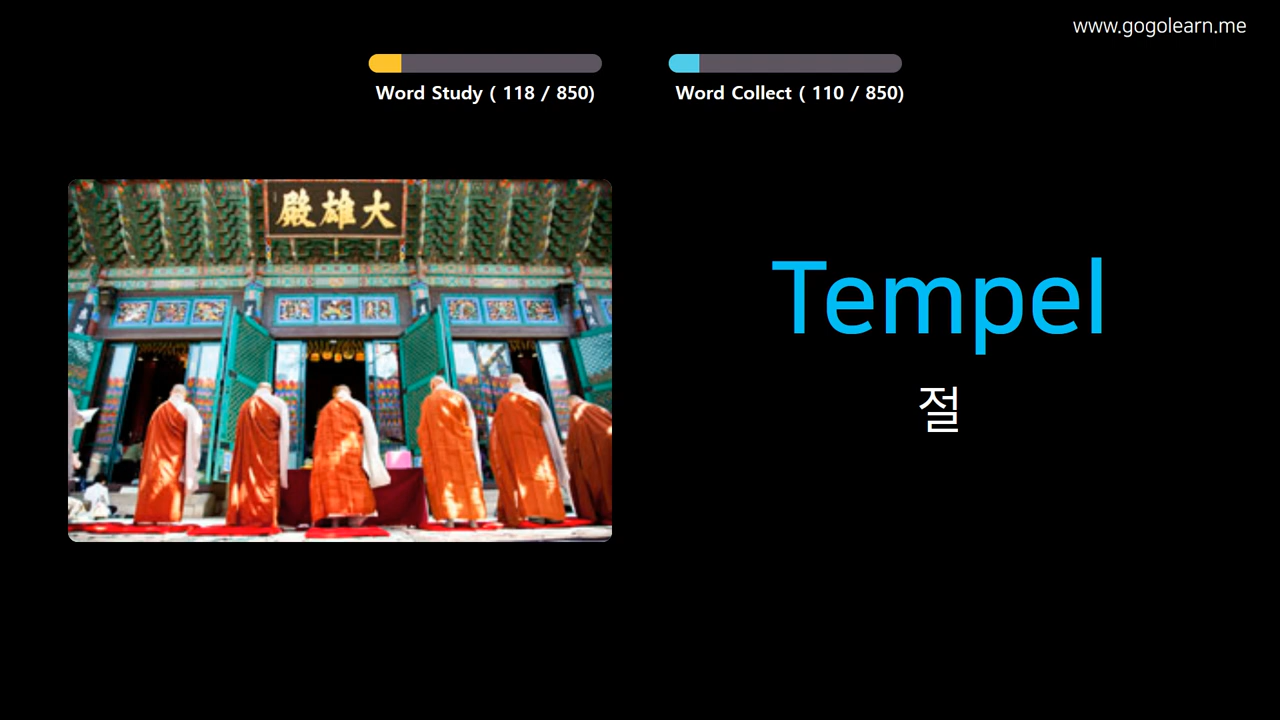 www.gogolearn.me
Word Study ( 118 / 850)
Word Collect ( 110 / 850)
殿雄大
Tempel
절